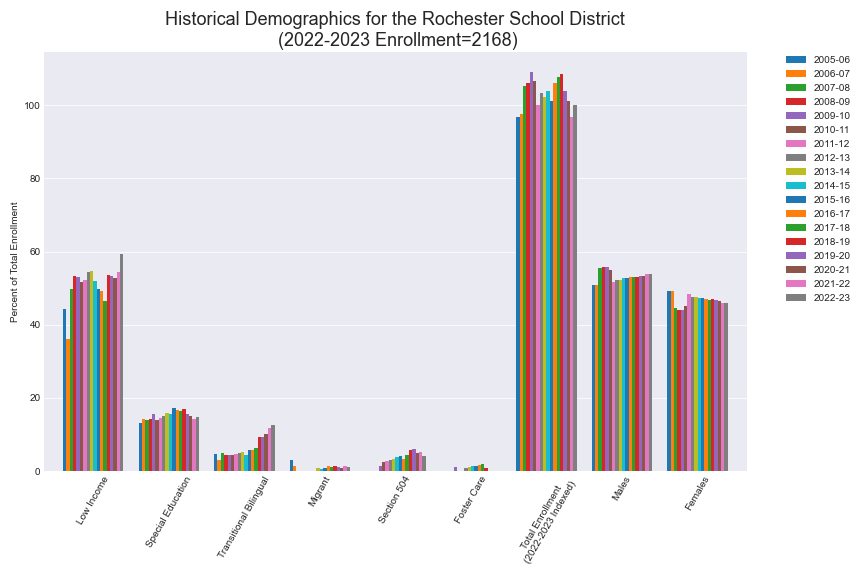 Historical Demographics for the Rochester School District
(2022-2023 Enrollment=2168)
Percent of Total Enrollment
100
80
60
40
20
0
Low Income
Special Education
Transitional Bilingual
Migrant
Section 504
Foster Care
Total Enrollment
(2022-2023 Indexed)
Males
Females
2005-06
2006-07
2007-08
2008-09
2009-10
2010-11
2011-12
2012-13
2013-14
2014-15
2015-16
2016-17
2017-18
2018-19
2019-20
2020-21
2021-22
2022-23